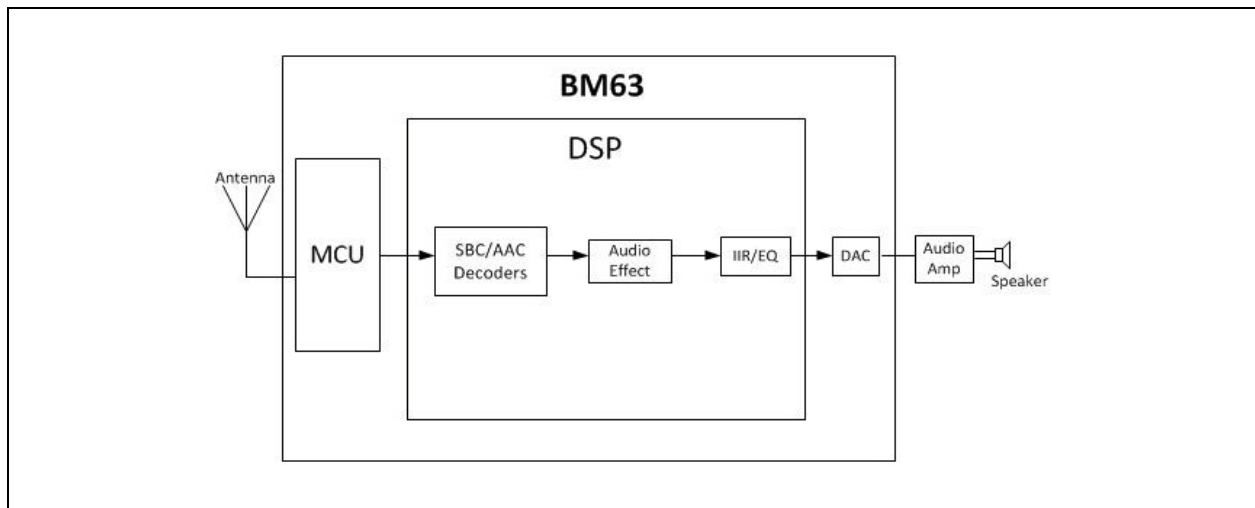 BM63
DSP
Antenna
MCU
SBC/AAC
Decoders
Audio
Effect
IIR/EQ
DAC
Audio
Amp
Speaker